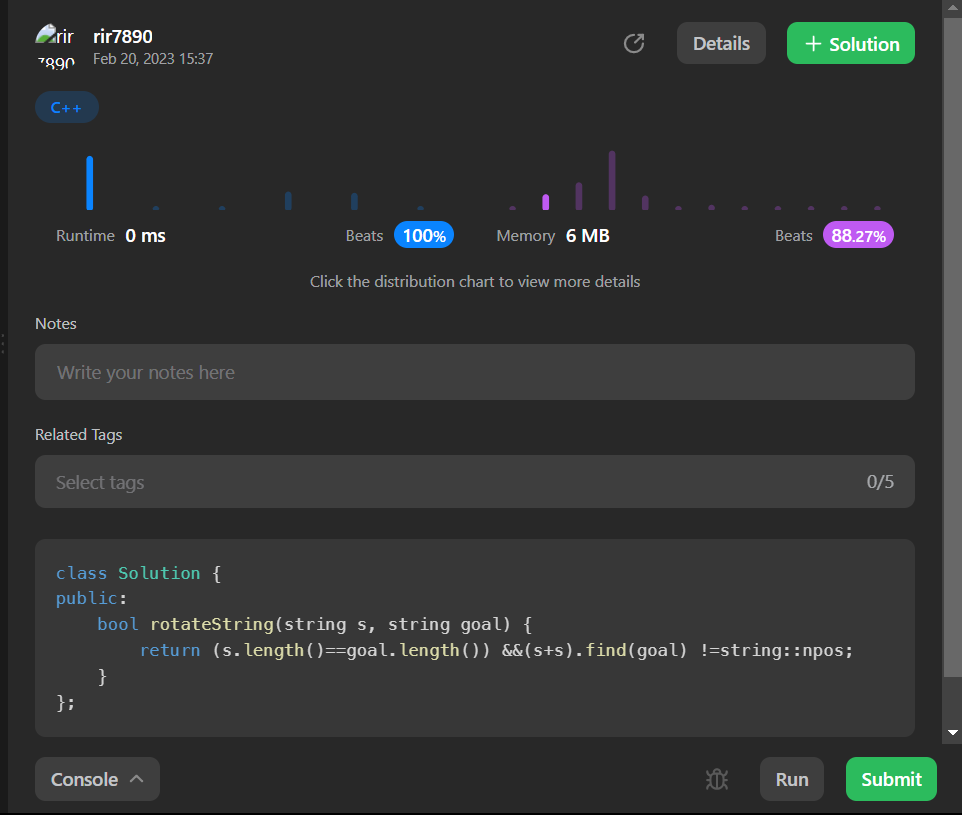 rir
7890
rir7890
Feb 20, 2023 15:37
Details
+ Solution
C++
Runtime 0 ms
Beats 100%
Memory 6 MB
Beats 88.27%
Click the distribution chart to view more details
Notes
Write your notes here
Related Tags
Select tags
0/5
class Solution {
public:
    bool rotateString(string s, string goal) {
        return (s.length()==goal.length()) &&(s+s).find(goal) !=string::npos;
    }
};
Console
Run
Submit